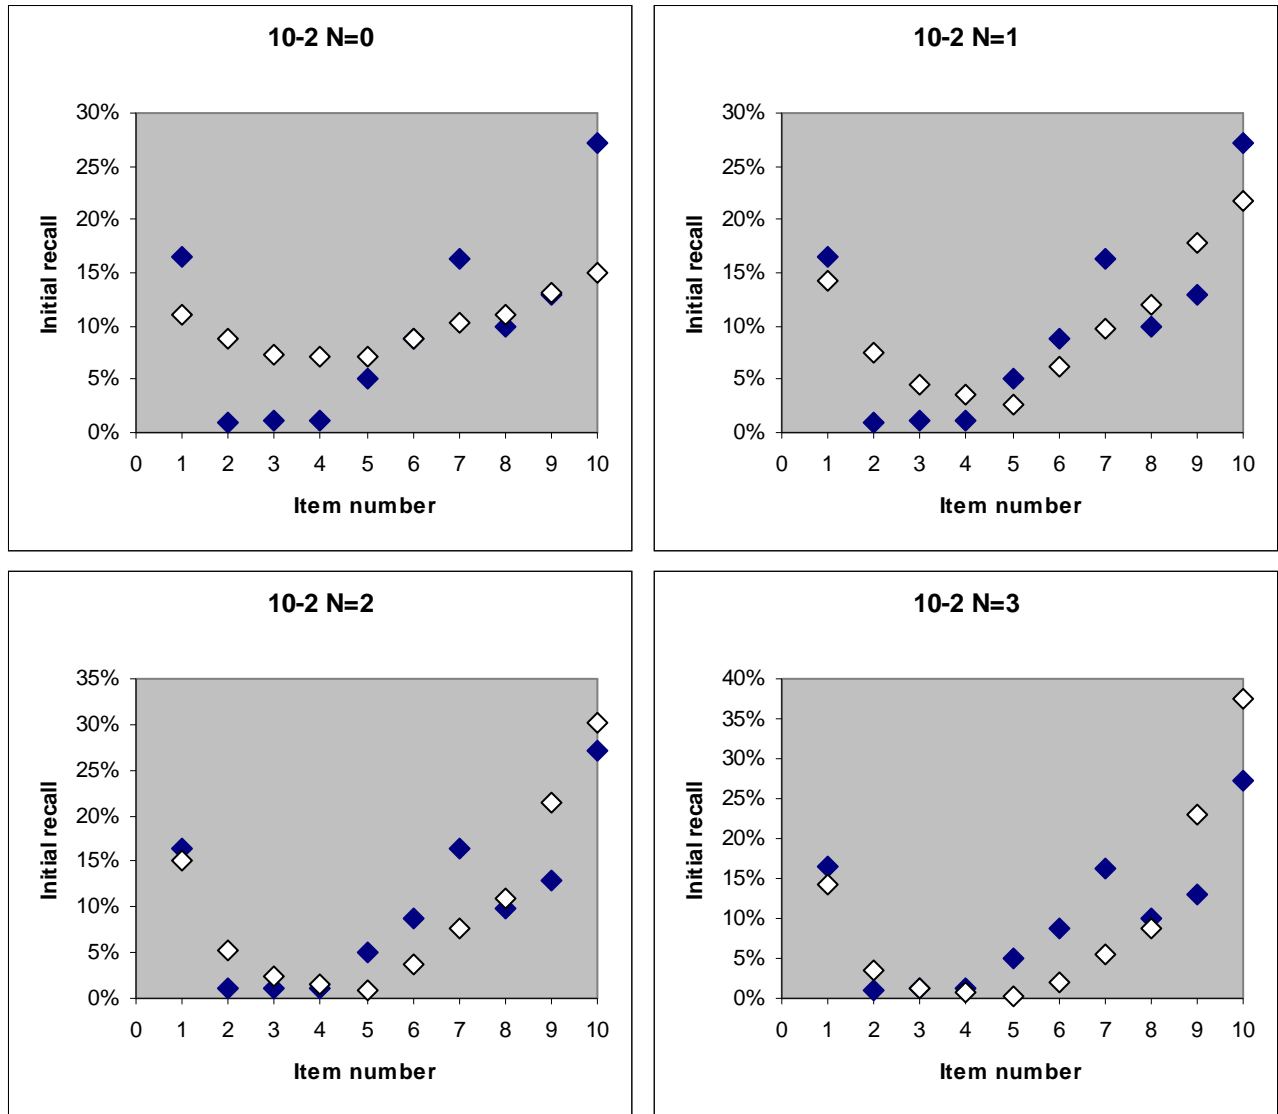 10-2 N=0
30%
25%
20%
15%
10%
5%
0%
Initial recall
0 1 2 3 4 5 6 7 8 9 10
Item number
10-2 N=1
30%
25%
20%
15%
10%
5%
0%
Initial recall
0 1 2 3 4 5 6 7 8 9 10
Item number
10-2 N=2
35%
30%
25%
20%
15%
10%
5%
0%
Initial recall
0 1 2 3 4 5 6 7 8 9 10
Item number
10-2 N=3
40%
35%
30%
25%
20%
15%
10%
5%
0%
Initial recall
0 1 2 3 4 5 6 7 8 9 10
Item number